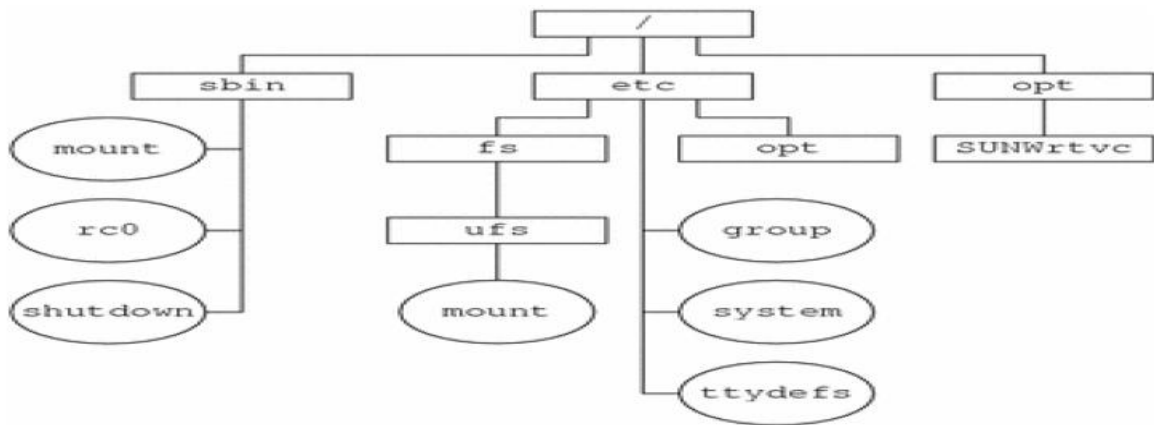 /
sbin etc opt
mount fs opt SUNWrtvc
rc0 ufs group
shutdown mount system
ttydefs